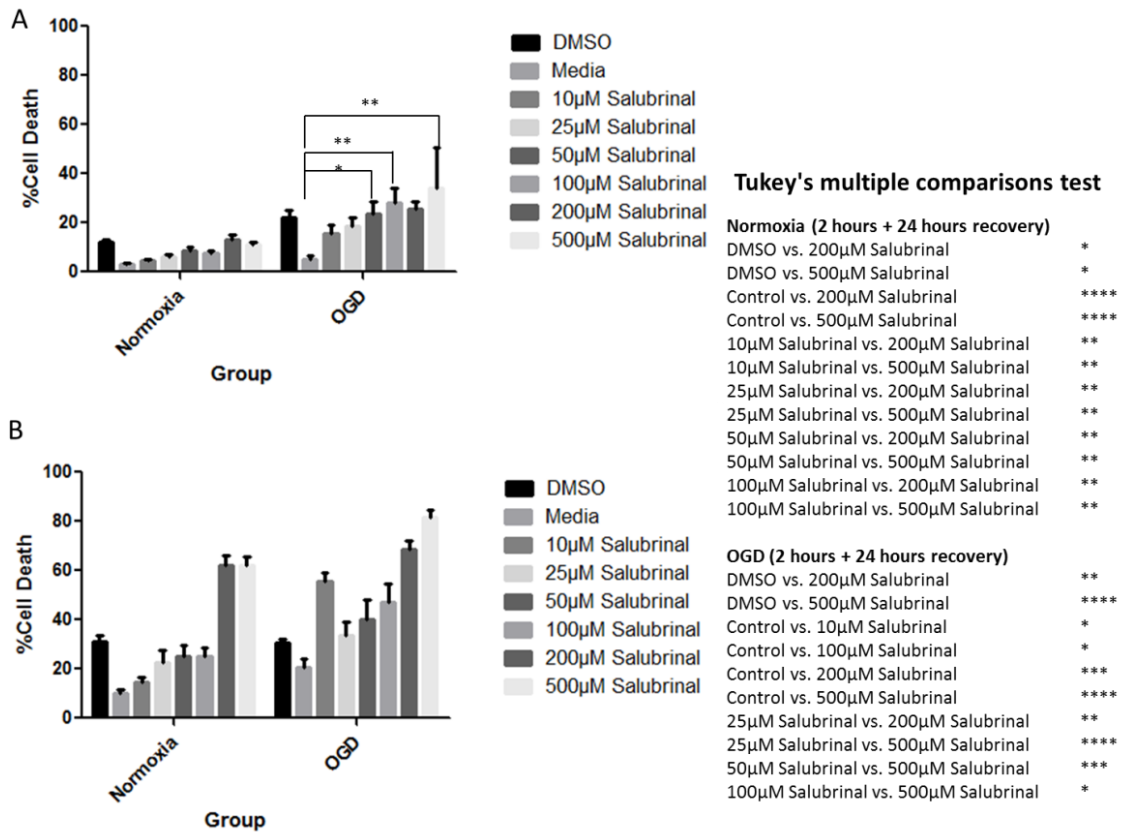 A
100
80
60
40
20
0
%Cell Death
**
**
*
Normoxia
OGD
Group
DMSO
Media
10µM Salubrinal
25µM Salubrinal
50µM Salubrinal
100µM Salubrinal
200µM Salubrinal
500µM Salubrinal
B
100
80
60
40
20
0
%Cell Death
Normoxia
OGD
Group
DMSO
Media
10µM Salubrinal
25µM Salubrinal
50µM Salubrinal
100µM Salubrinal
200µM Salubrinal
500µM Salubrinal
Tukey's multiple comparisons test
Normoxia (2 hours + 24 hours recovery)
DMSO vs. 200µM Salubrinal *
DMSO vs. 500µM Salubrinal *
Control vs. 200µM Salubrinal ****
Control vs. 500µM Salubrinal ****
10µM Salubrinal vs. 200µM Salubrinal **
10µM Salubrinal vs. 500µM Salubrinal **
25µM Salubrinal vs. 200µM Salubrinal **
25µM Salubrinal vs. 500µM Salubrinal **
50µM Salubrinal vs. 200µM Salubrinal **
50µM Salubrinal vs. 500µM Salubrinal **
100µM Salubrinal vs. 200µM Salubrinal **
100µM Salubrinal vs. 500µM Salubrinal **
OGD (2 hours + 24 hours recovery)
DMSO vs. 200µM Salubrinal **
DMSO vs. 500µM Salubrinal ****
Control vs. 10µM Salubrinal *
Control vs. 100µM Salubrinal *
Control vs. 200µM Salubrinal ***
Control vs. 500µM Salubrinal ****
25µM Salubrinal vs. 200µM Salubrinal **
25µM Salubrinal vs. 500µM Salubrinal ****
50µM Salubrinal vs. 500µM Salubrinal ***
100µM Salubrinal vs. 500µM Salubrinal *